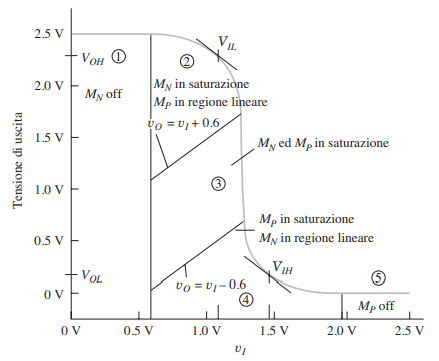 2.5 V
V_IL
V_OH ①
②
2.0 V
M_N off
M_N in saturazione
M_P in regione lineare
v_O = v_I + 0.6
1.5 V
M_N ed M_P in saturazione
Tensione di uscita
1.0 V
③
M_P in saturazione
0.5 V
M_N in regione lineare
V_IH
⑤
V_OL
v_O = v_I – 0.6
0 V
④
M_P off
0 V 0.5 V 1.0 V 1.5 V 2.0 V 2.5 V
v_I